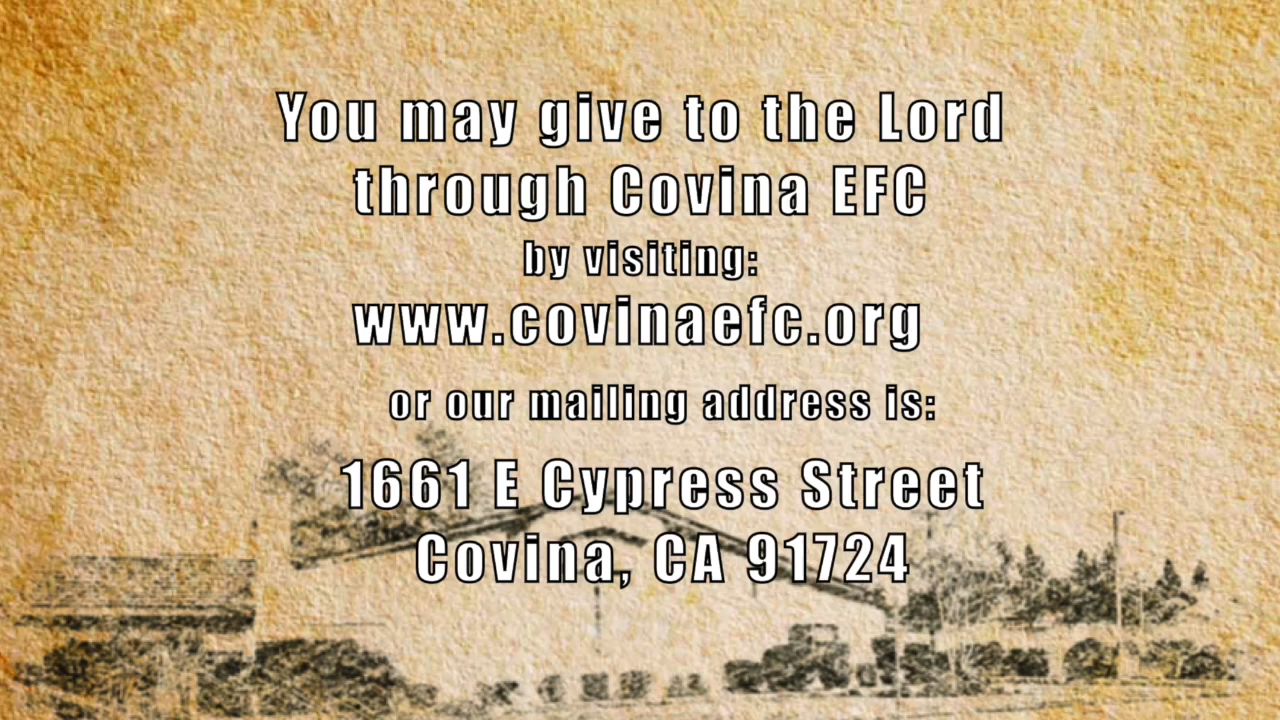 You may give to the Lord
through Covina EFC
by visiting:
www.covinaefc.org
or our mailing address is:
1661 E Cypress Street
Covina, CA 91724